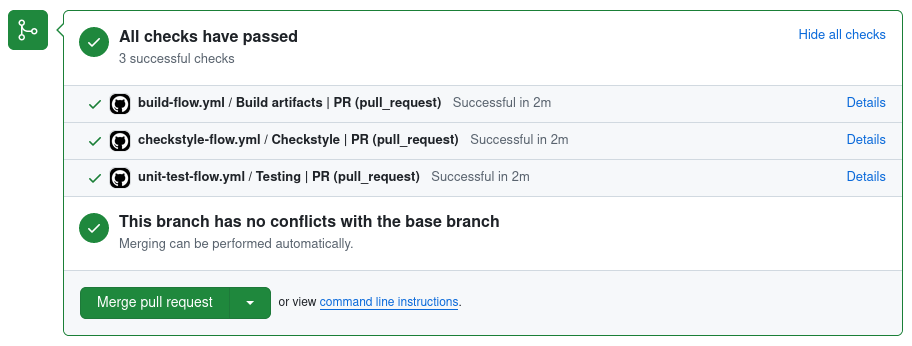 All checks have passed
Hide all checks
3 successful checks
build-flow.yml / Build artifacts | PR (pull_request) Successful in 2m Details
checkstyle-flow.yml / Checkstyle | PR (pull_request) Successful in 2m Details
unit-test-flow.yml / Testing | PR (pull_request) Successful in 2m Details
This branch has no conflicts with the base branch
Merging can be performed automatically.
Merge pull request or view command line instructions.